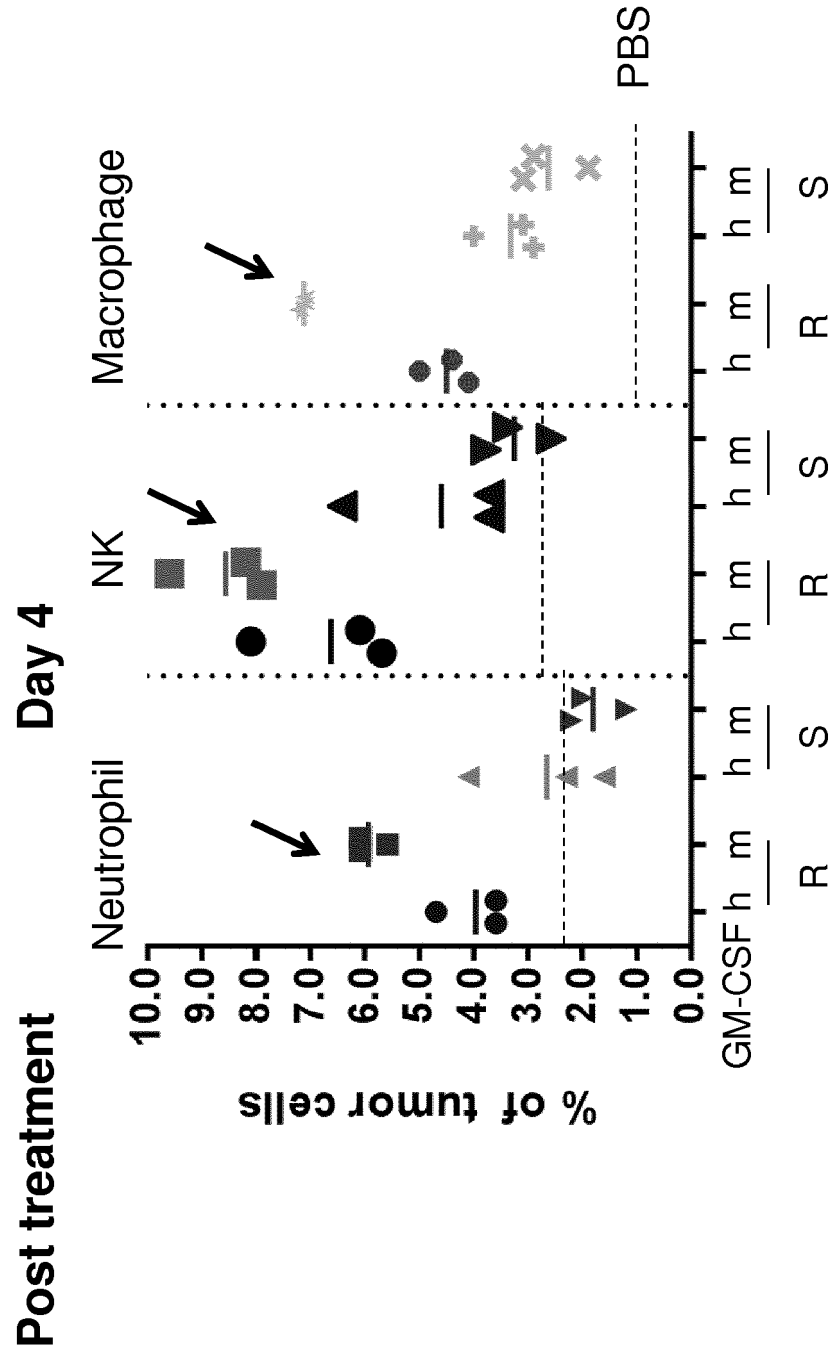 Post treatment Day 4
Neutrophil NK Macrophage
% of tumor cells
10.0
9.0
8.0
7.0
6.0
5.0
4.0
3.0
2.0
1.0
0.0
PBS
GM-CSF h m h m h m h m h m h m
R S R S R S